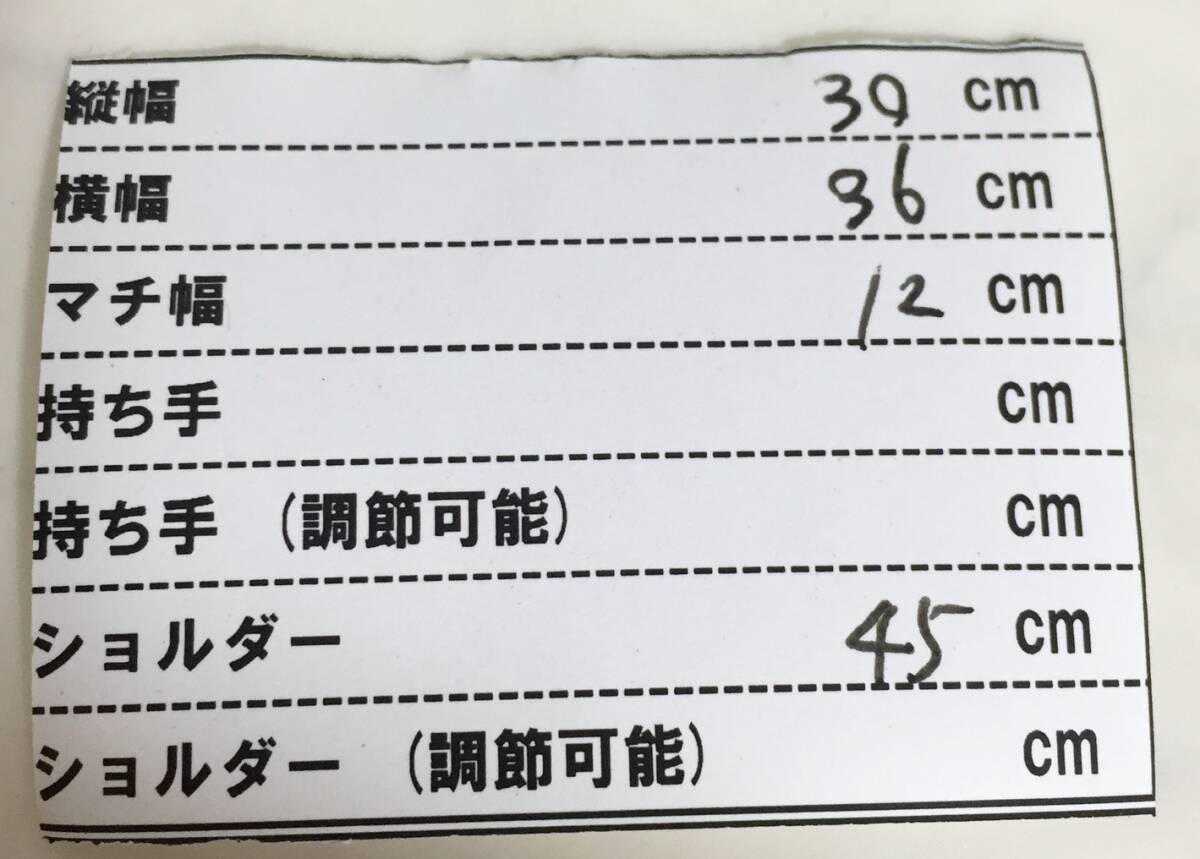 縦幅 30 cm
横幅 36 cm
マチ幅 12 cm
持ち手 cm
持ち手 (調節可能) cm
ショルダー 45 cm
ショルダー (調節可能) cm